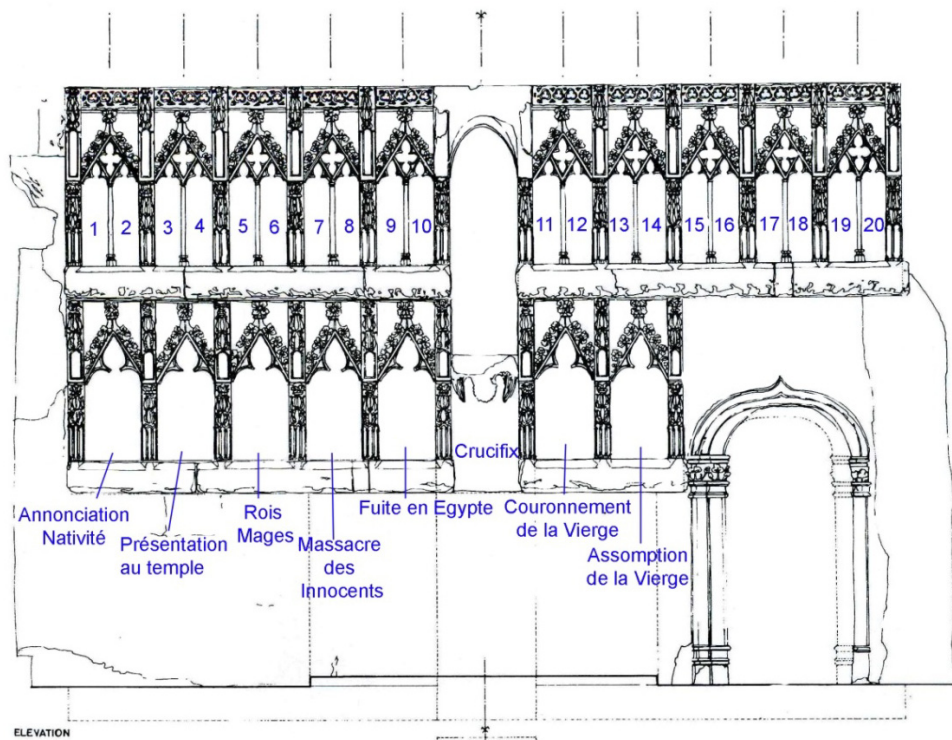 1 2 3 4 5 6 7 8 9 10 11 12 13 14 15 16 17 18 19 20
Annonciation
Nativité
Présentation
au temple
Rois
Mages
Massacre
des
Innocents
Fuite en Egypte
Crucifix
Couronnement
de la Vierge
Assomption
de la Vierge
ELEVATION